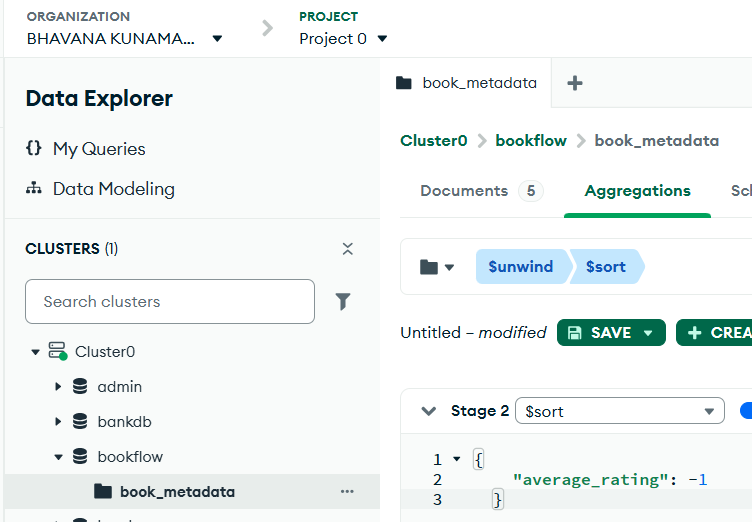 ORGANIZATION
BHAVANA KUNAMA...
PROJECT
Project 0
Data Explorer
{} My Queries
Data Modeling
CLUSTERS (1)
Search clusters
Cluster0
admin
bankdb
bookflow
book_metadata
book_metadata
Cluster0 > bookflow > book_metadata
Documents 5 Aggregations Sc
$unwind $sort
Untitled – modified SAVE + CREA
Stage 2 $sort
1 {
2 "average_rating": -1
3 }